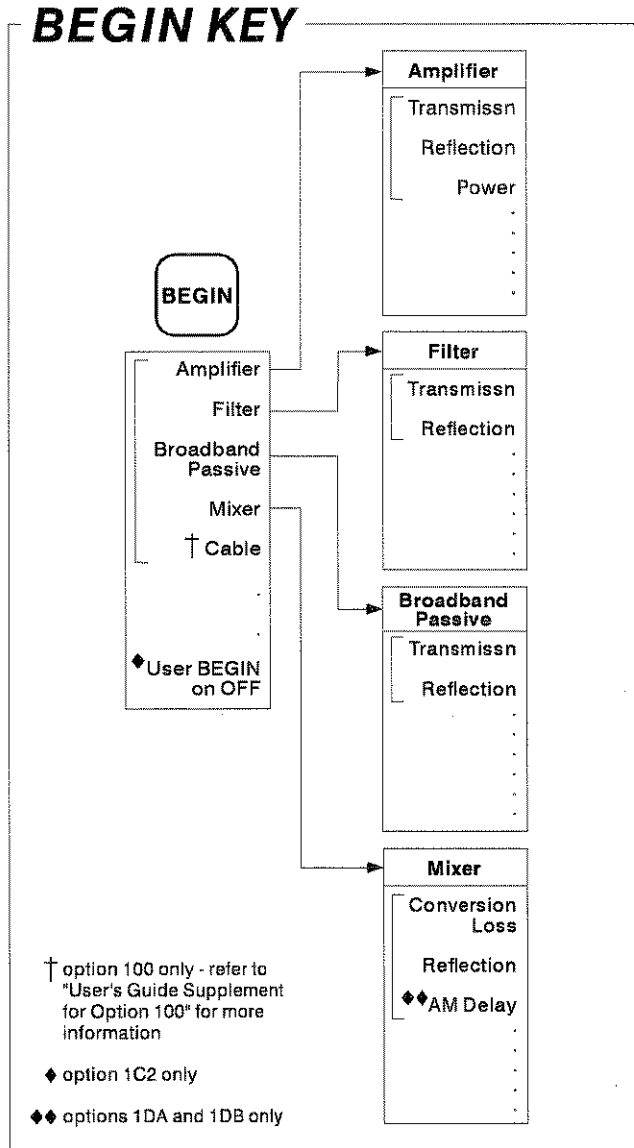 BEGIN KEY
BEGIN
Amplifier
Filter
Broadband
Passive
Mixer
† Cable
♦User BEGIN
on OFF
Amplifier
Transmissn
Reflection
Power
Filter
Transmissn
Reflection
Broadband
Passive
Transmissn
Reflection
Mixer
Conversion
Loss
Reflection
♦♦AM Delay
† option 100 only - refer to
"User's Guide Supplement
for Option 100" for more
information
♦ option 1C2 only
♦♦ options 1DA and 1DB only